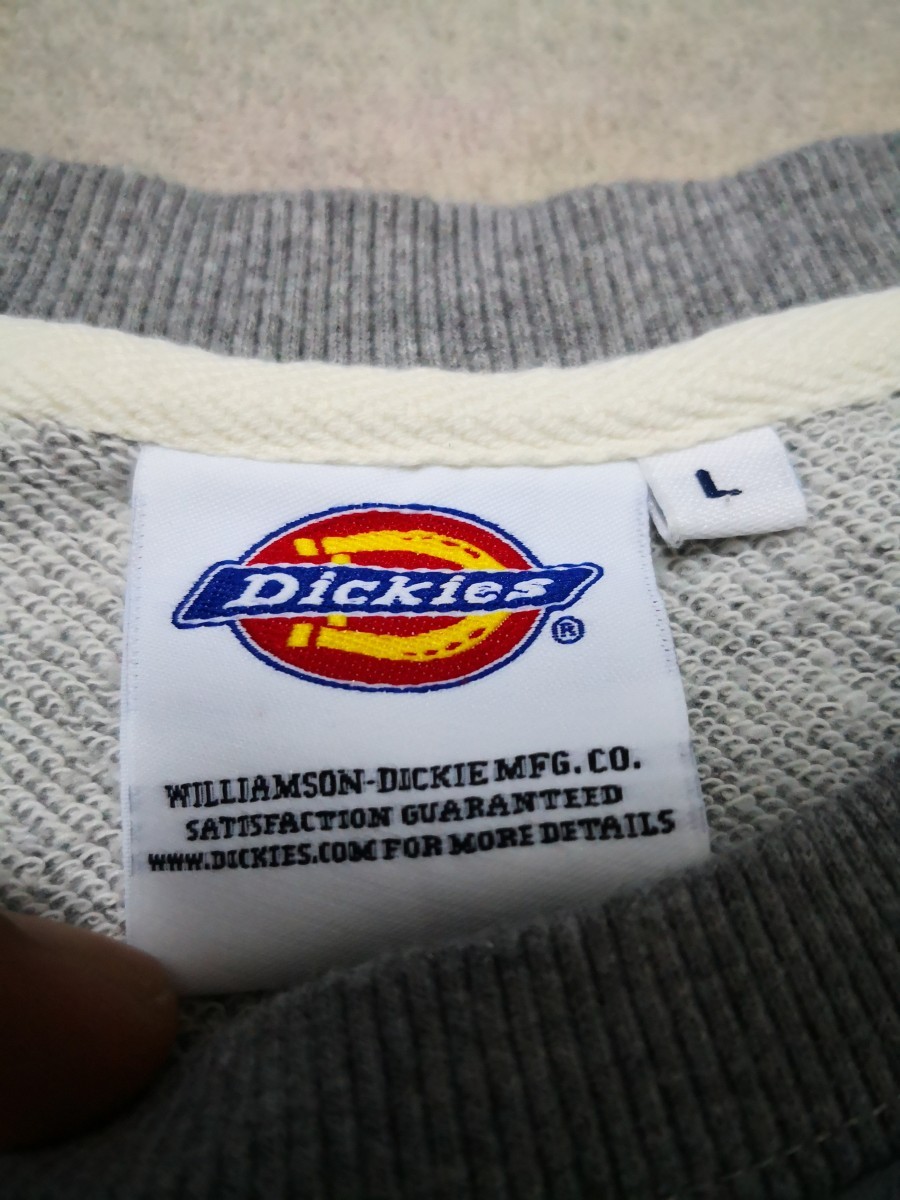 L
Dickies
®
WILLIAMSON-DICKIE MFG. CO.
SATISFACTION GUARANTEED
WWW.DICKIES.COM FOR MORE DETAILS